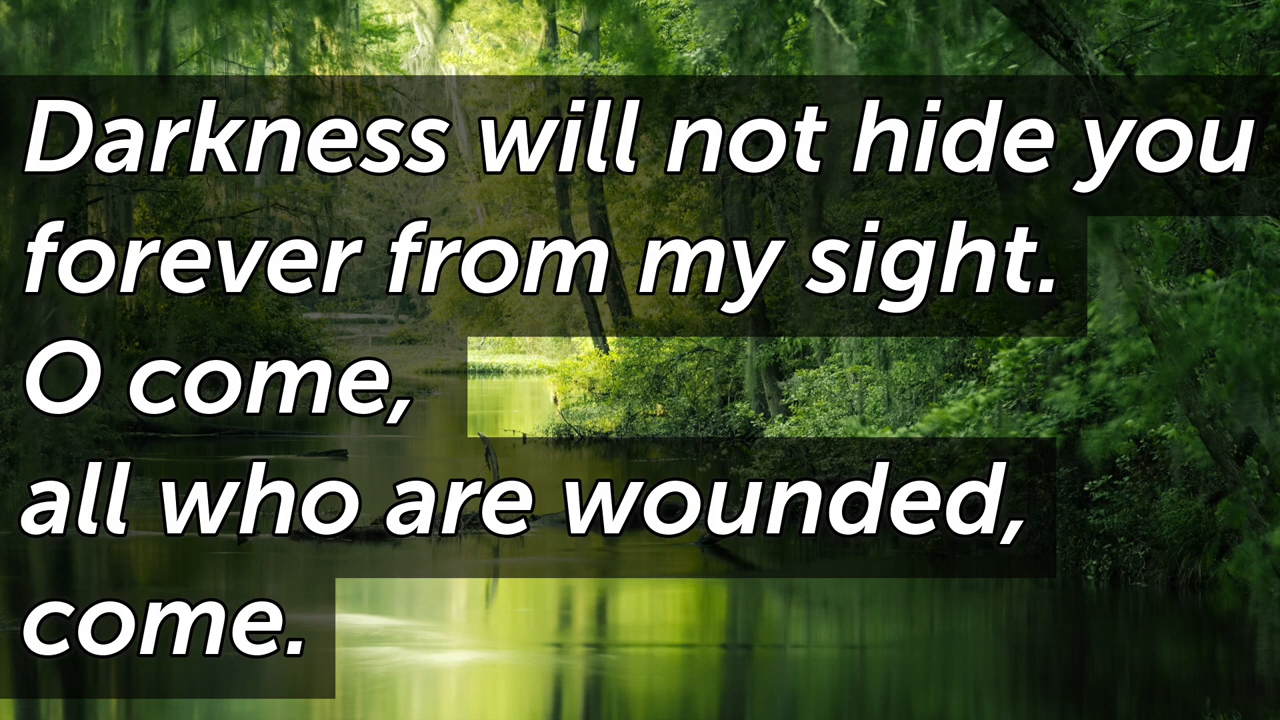 Darkness will not hide you
forever from my sight.
O come,
all who are wounded,
come.